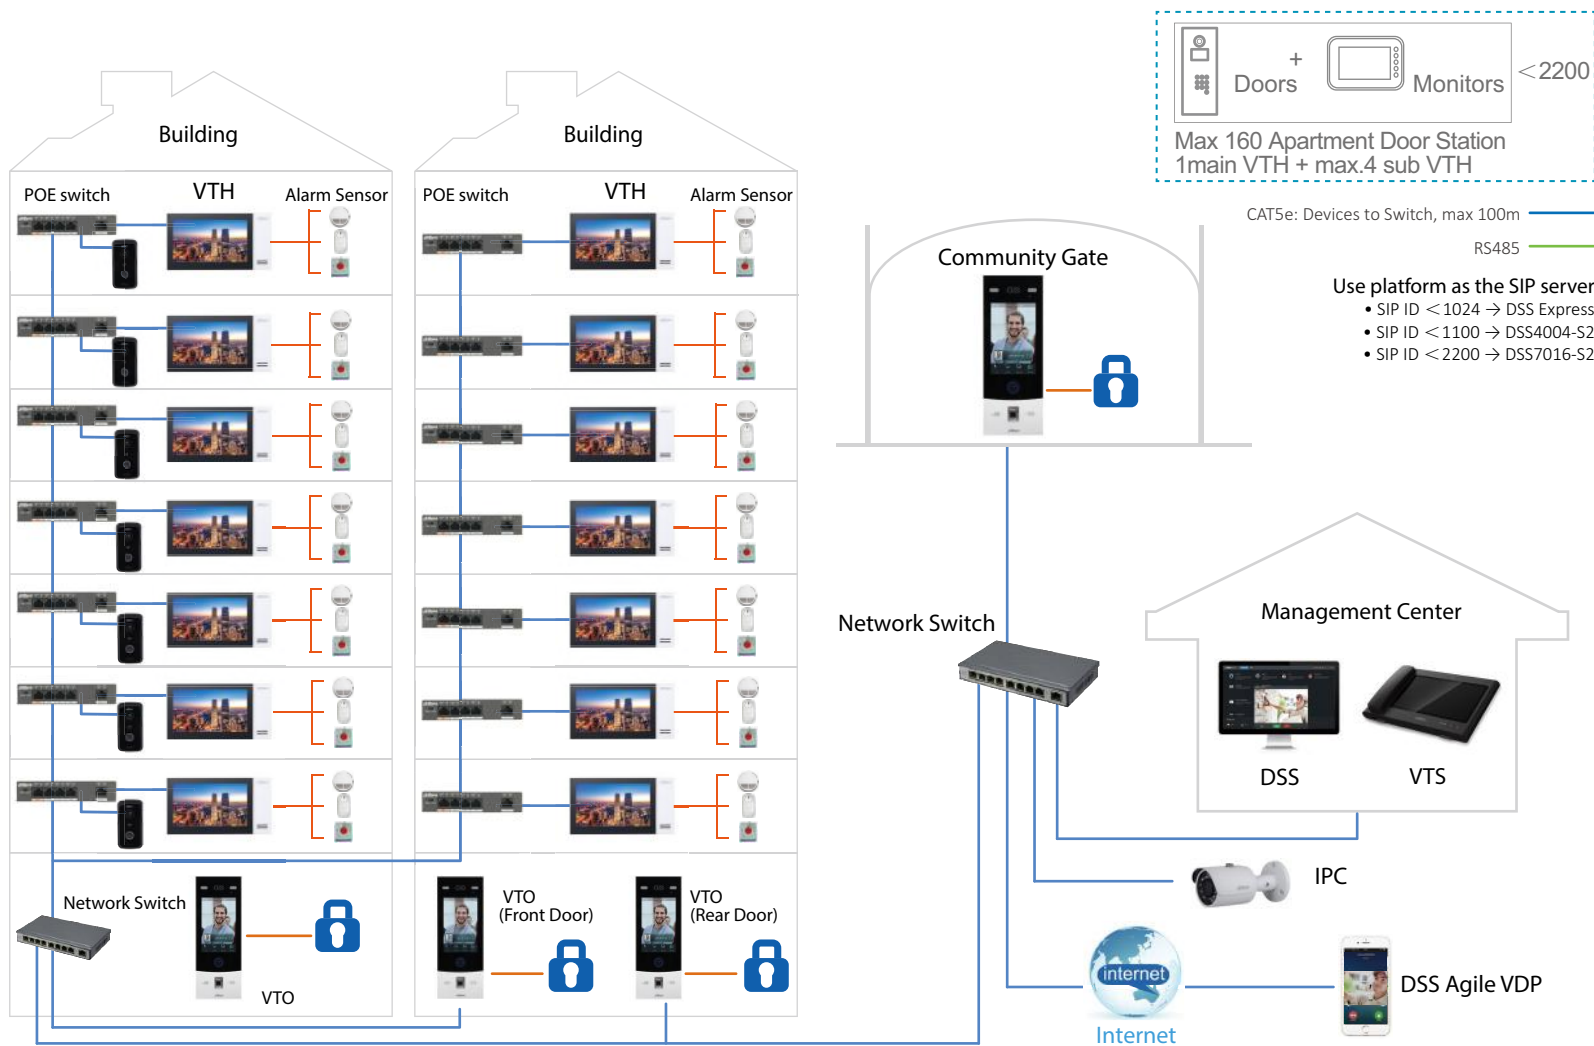 Doors
+
Monitors
<2200
Max 160 Apartment Door Station
1main VTH + max.4 sub VTH
CAT5e: Devices to Switch, max 100m
RS485
Use platform as the SIP server
• SIP ID <1024 → DSS Express
• SIP ID <1100 → DSS4004-S2
• SIP ID <2200 → DSS7016-S2
Building
POE switch
VTH
Alarm Sensor
Building
POE switch
VTH
Alarm Sensor
Community Gate
Network Switch
Management Center
DSS
VTS
IPC
internet
Internet
DSS Agile VDP
Network Switch
VTO
VTO
(Front Door)
VTO
(Rear Door)